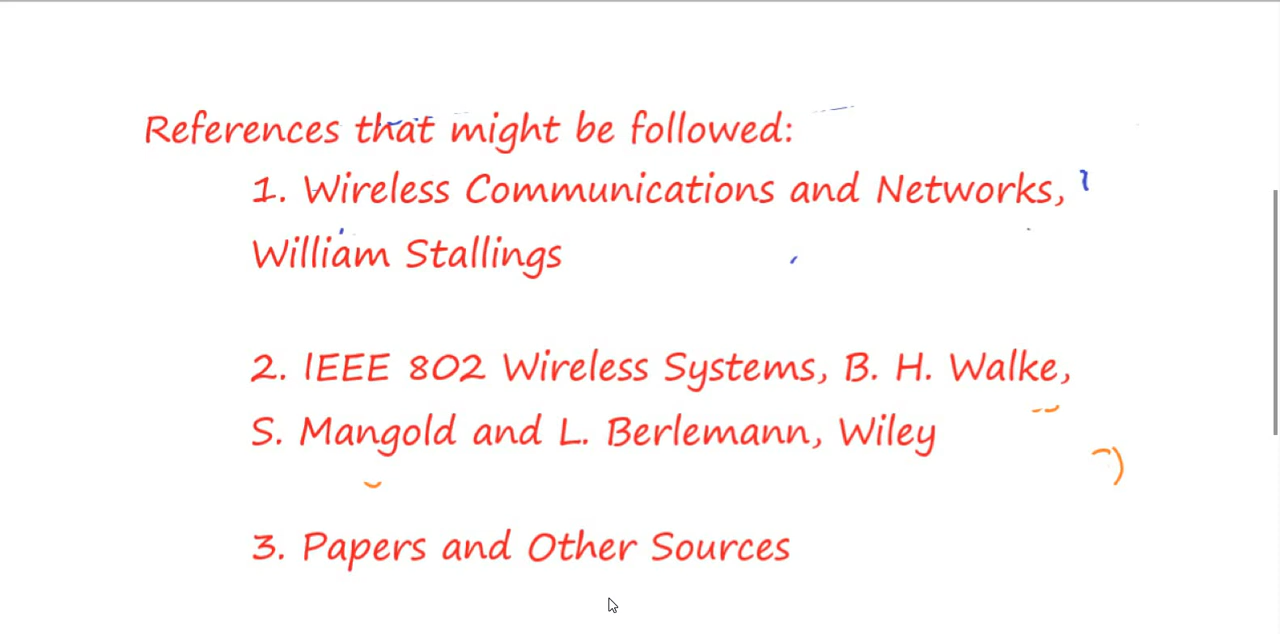 References that might be followed:
1. Wireless Communications and Networks,
William Stallings
2. IEEE 802 Wireless Systems, B. H. Walke,
S. Mangold and L. Berlemann, Wiley
3. Papers and Other Sources